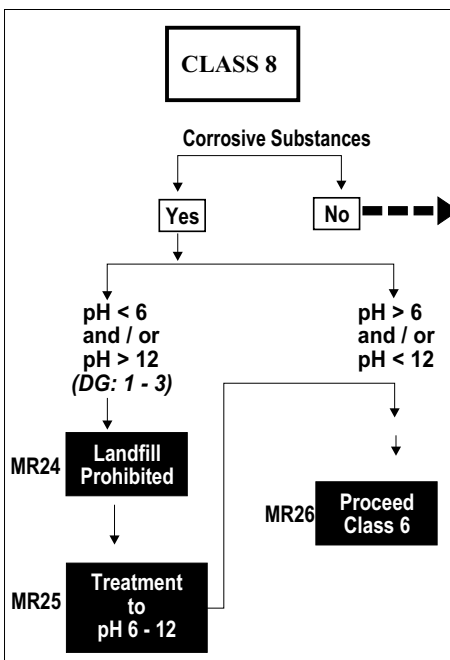 CLASS 8
Corrosive Substances
Yes
No
pH < 6
and / or
pH > 12
(DG: 1 - 3)
pH > 6
and / or
pH < 12
MR24
Landfill
Prohibited
MR26
Proceed
Class 6
MR25
Treatment
to
pH 6 - 12